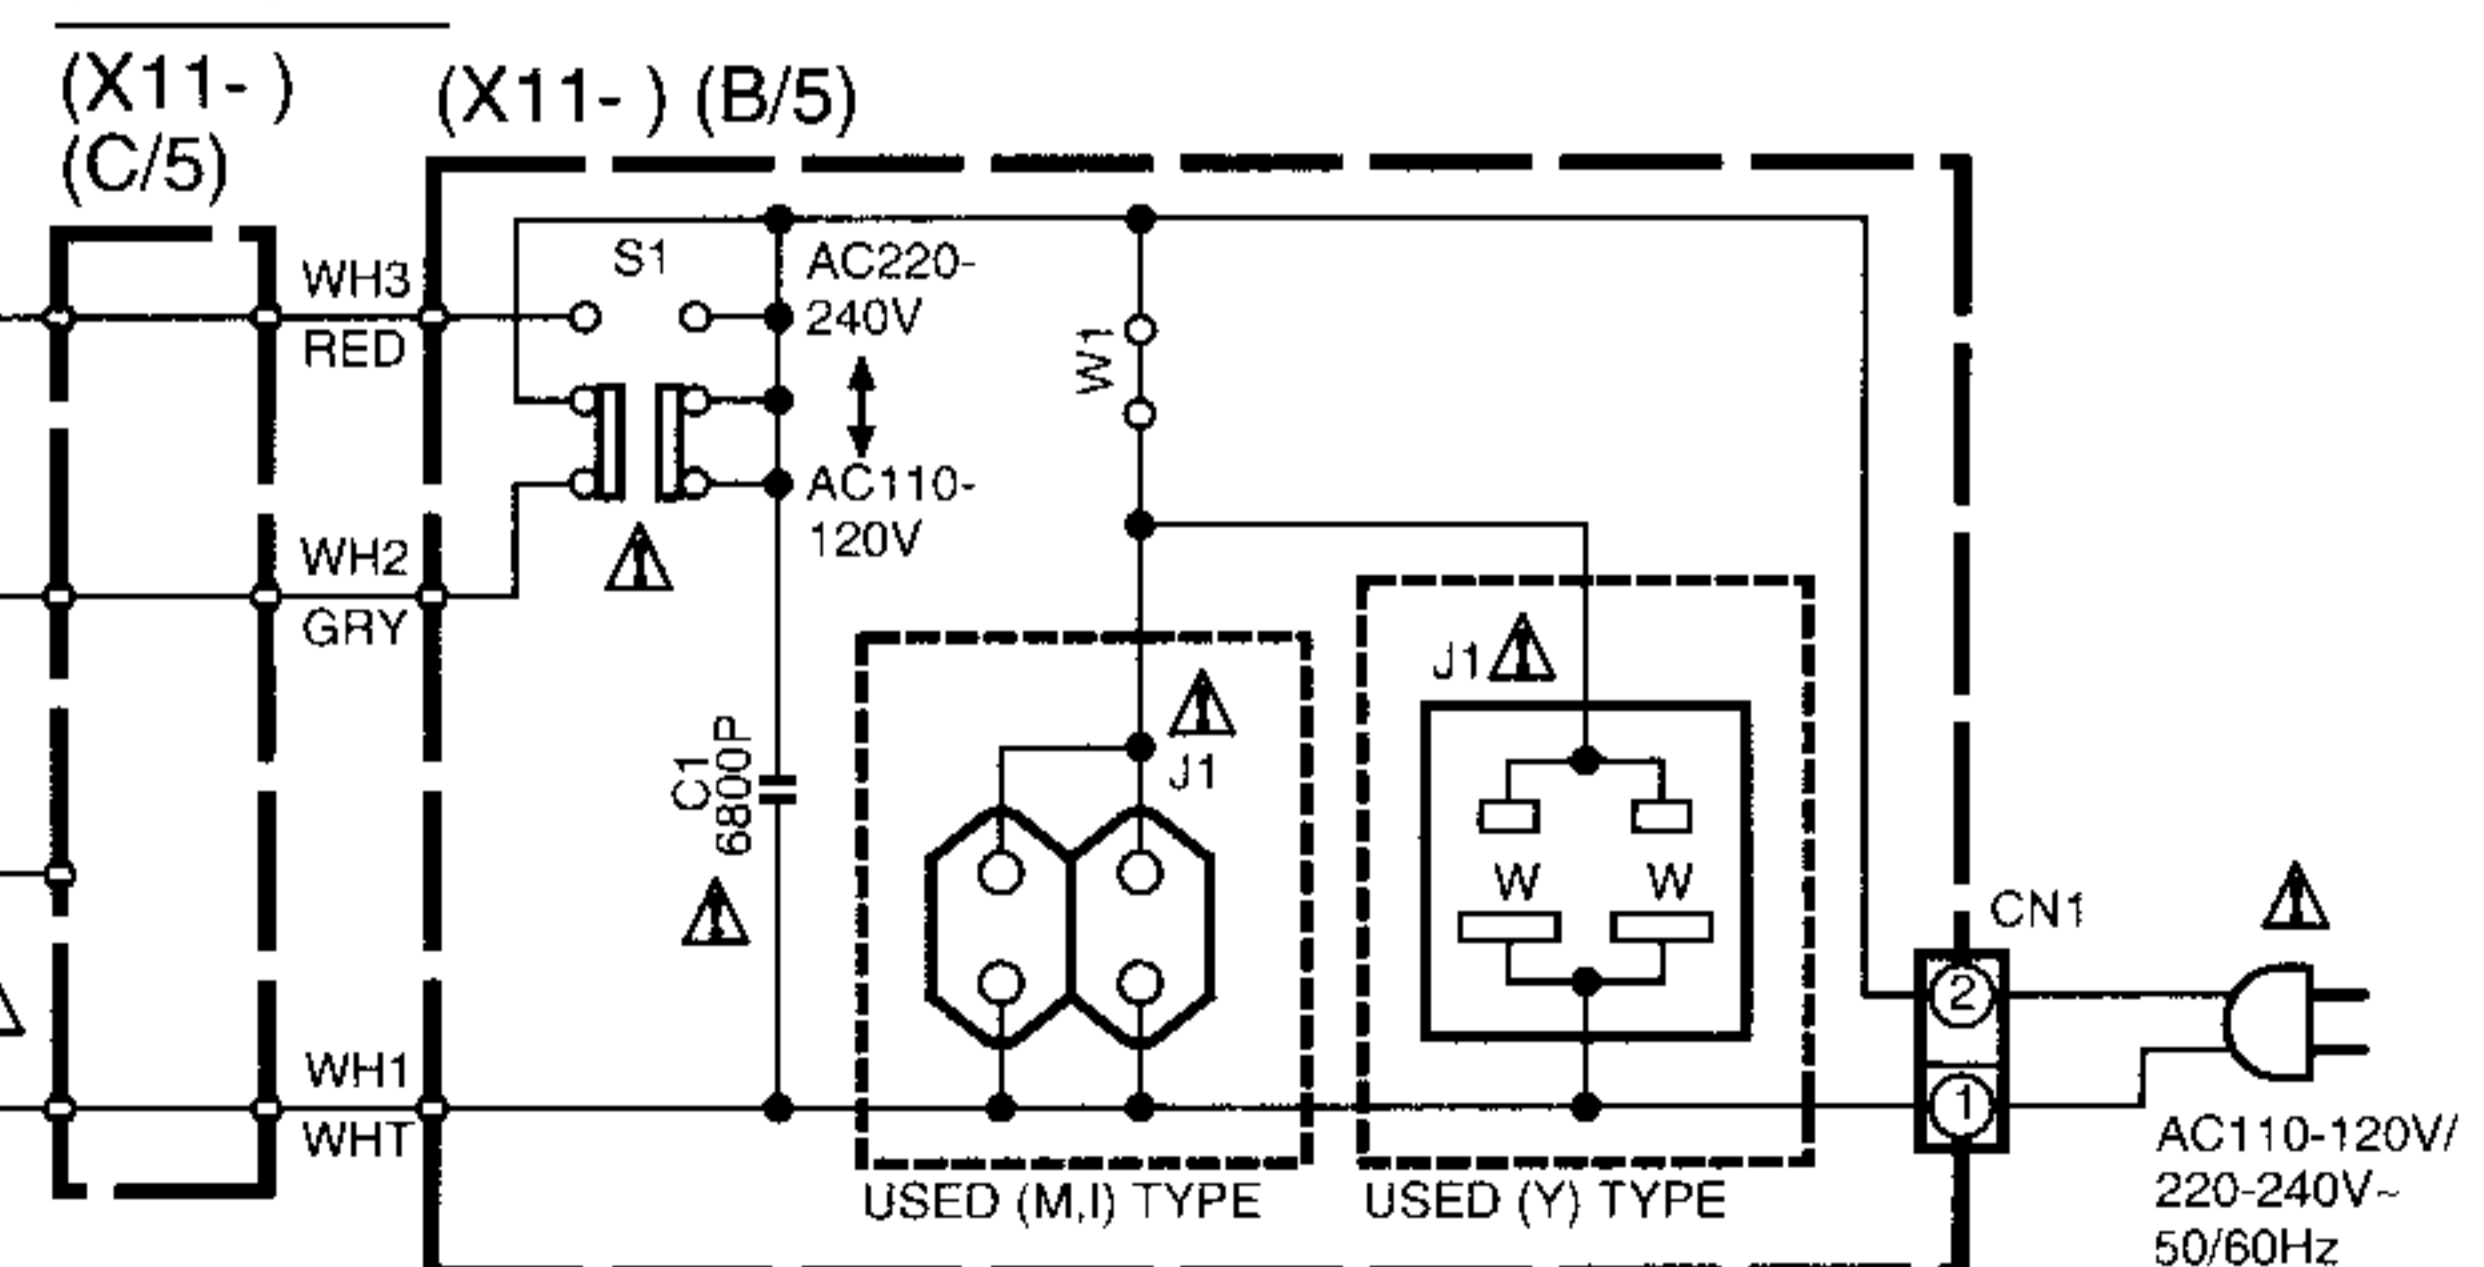 (X11- )
(C/5)
(X11- ) (B/5)
WH3
RED
S1
AC220-
240V
AC110-
120V
W1
WH2
GRY
C1
6800P
J1
J1
W W
CN1
2
1
WH1
WHT
USED (M,I) TYPE
USED (Y) TYPE
AC110-120V/
220-240V~
50/60Hz